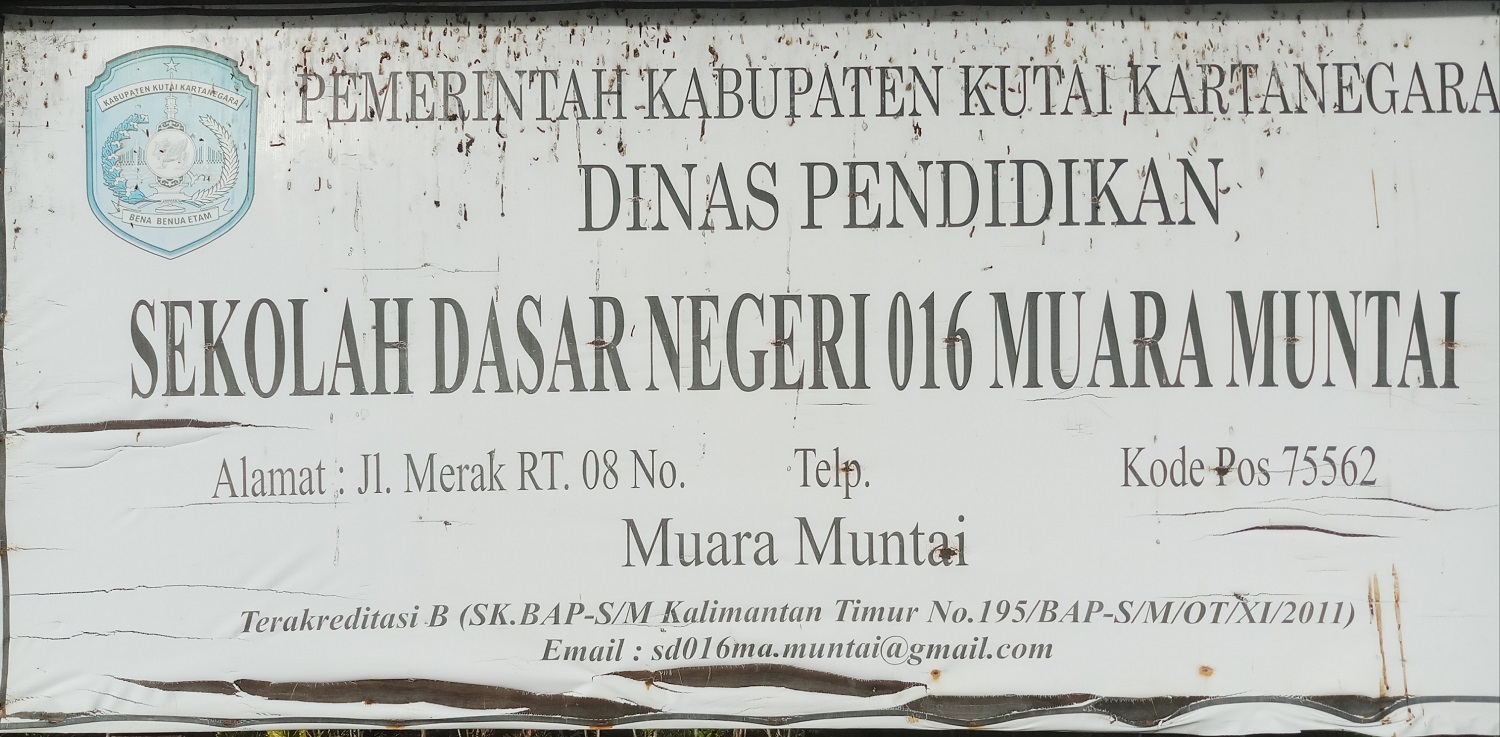 KABUPATEN KUTAI KARTANEGARA
BENA BENUA ETAM
PEMERINTAH KABUPATEN KUTAI KARTANEGARA
DINAS PENDIDIKAN
SEKOLAH DASAR NEGERI 016 MUARA MUNTAI
Alamat : Jl. Merak RT. 08 No. Telp. Kode Pos 75562
Muara Muntai
Terakreditasi B (SK.BAP-S/M Kalimantan Timur No.195/BAP-S/M/OT/XI/2011)
Email : sd016ma.muntai@gmail.com